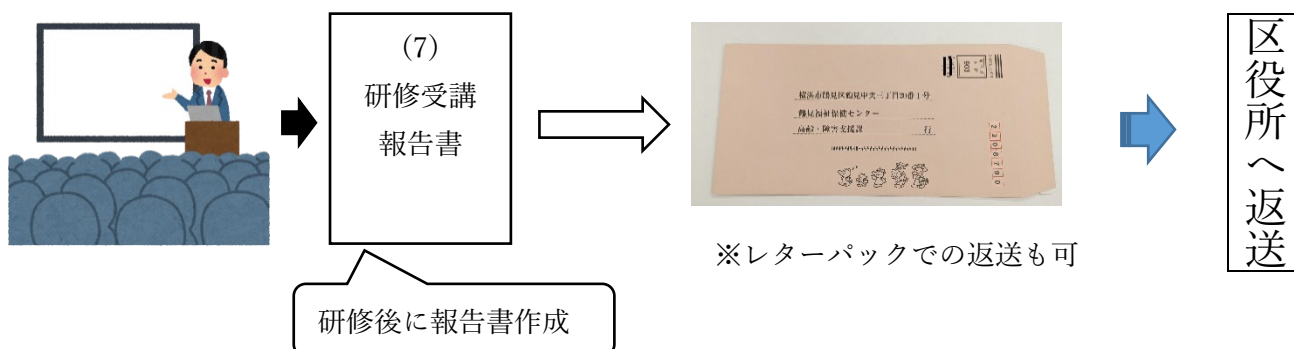 (7)
研修受講
報告書
研修後に報告書作成
横浜市鶴見区鶴見中央三丁目20番1号
鶴見福祉保健センター
高齢・障害支援課 行
※レターパックでの返送も可
区役所へ返送